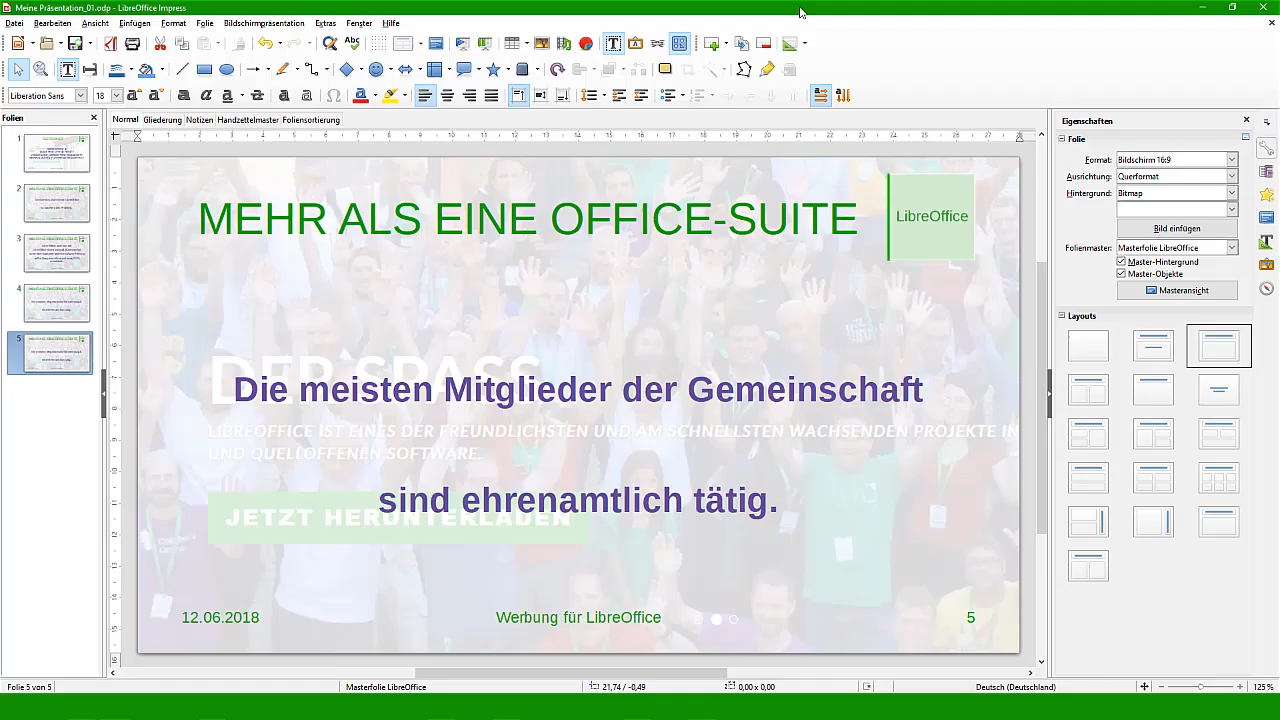 Meine Präsentation_01.odp - LibreOffice Impress
Datei Bearbeiten Ansicht Einfügen Format Folie Bildschirmpräsentation Extras Fenster Hilfe
Liberation Sans 18
Folien
Normal Gliederung Notizen Handzettelmaster Foliensortierung
Eigenschaften
Folie
Format: Bildschirm 16:9
Ausrichtung: Querformat
Hintergrund: Bitmap
Bild einfügen
Folienmaster: Masterfolie LibreOffice
Master-Hintergrund
Master-Objekte
Masteransicht
Layouts
1
2
3
4
5
MEHR ALS EINE OFFICE-SUITE
LibreOffice
DER SPASS
Die meisten Mitglieder der Gemeinschaft
LIBREOFFICE IST EINES DER FREUNDLICHSTEN UND AM SCHNELLSTEN WACHSENDEN PROJEKTE IN
UND QUELLOFFENEN SOFTWARE.
sind ehrenamtlich tätig.
JETZT HERUNTERLADEN
12.06.2018 Werbung für LibreOffice 5
Folie 5 von 5 Masterfolie LibreOffice 21,74 / -0,49 0,00 x 0,00 Deutsch (Deutschland) 125 %